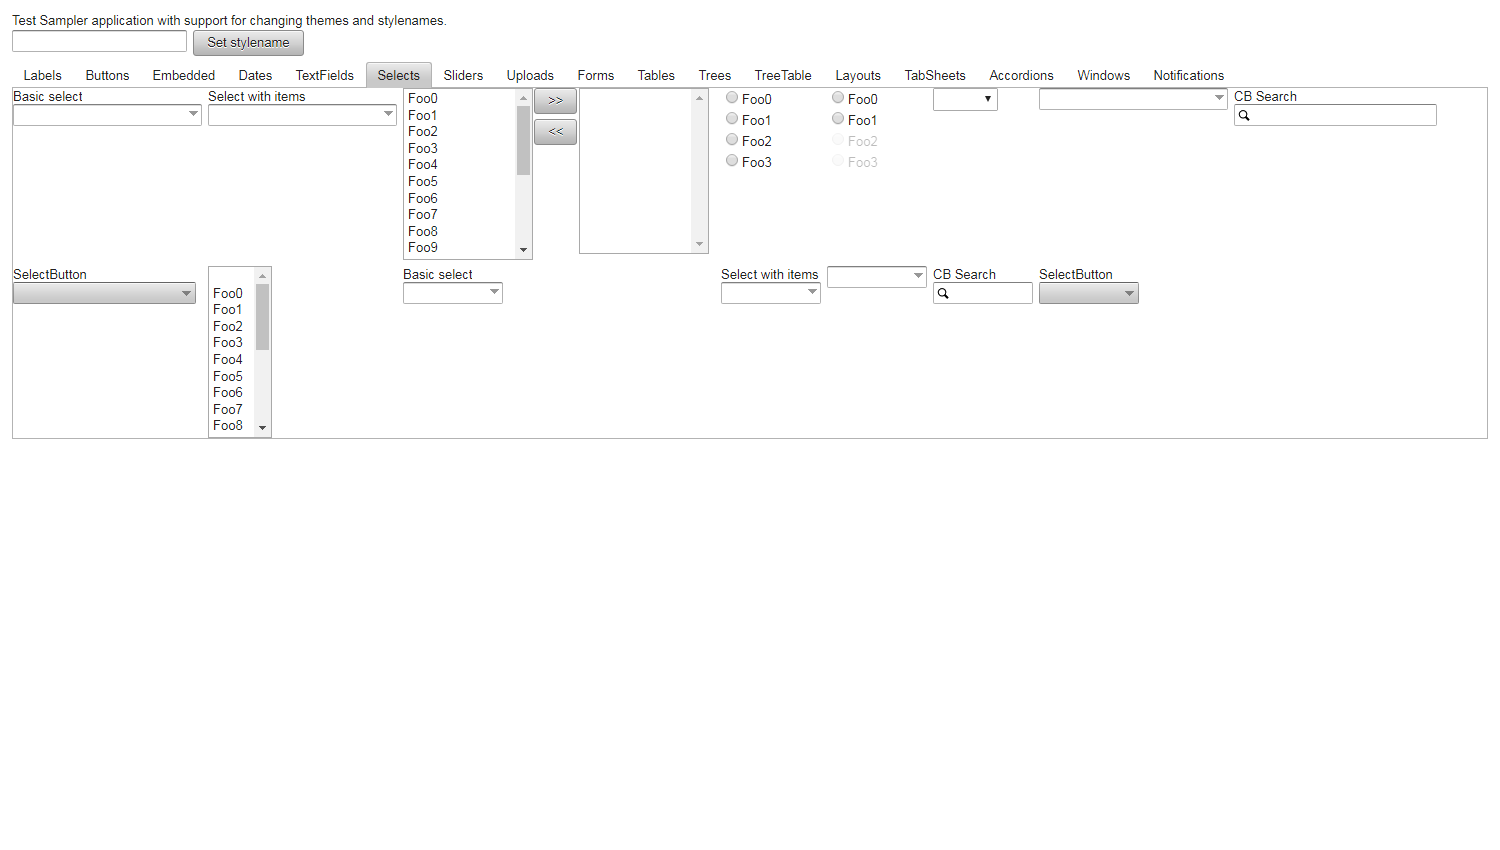 Test Sampler application with support for changing themes and stylenames.
Set stylename
Labels Buttons Embedded Dates TextFields Selects Sliders Uploads Forms Tables Trees TreeTable Layouts TabSheets Accordions Windows Notifications
Basic select
Select with items
Foo0
Foo1
Foo2
Foo3
Foo4
Foo5
Foo6
Foo7
Foo8
Foo9
>>
<<
Foo0
Foo1
Foo2
Foo3
Foo0
Foo1
Foo2
Foo3
CB Search
SelectButton
Foo0
Foo1
Foo2
Foo3
Foo4
Foo5
Foo6
Foo7
Foo8
Basic select
Select with items
CB Search
SelectButton